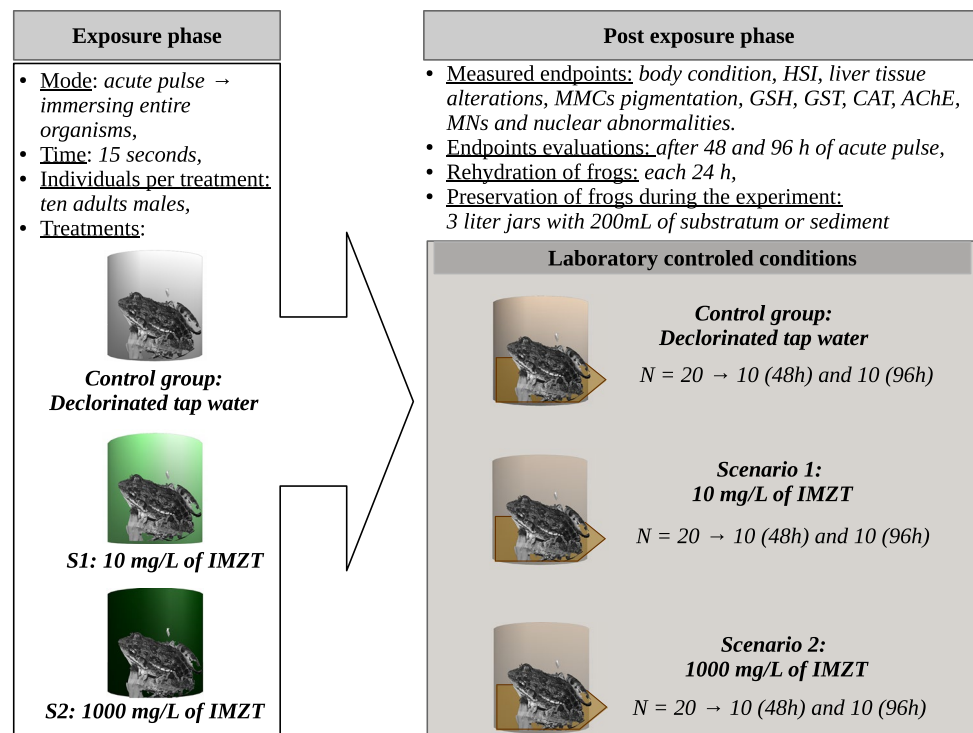 Exposure phase
• Mode: acute pulse →
immersing entire
organisms,
• Time: 15 seconds,
• Individuals per treatment:
ten adults males,
• Treatments:
Control group:
Declorinated tap water
S1: 10 mg/L of IMZT
S2: 1000 mg/L of IMZT
Post exposure phase
• Measured endpoints: body condition, HSI, liver tissue
alterations, MMCs pigmentation, GSH, GST, CAT, AChE,
MNs and nuclear abnormalities.
• Endpoints evaluations: after 48 and 96 h of acute pulse,
• Rehydration of frogs: each 24 h,
• Preservation of frogs during the experiment:
3 liter jars with 200mL of substratum or sediment
Laboratory controled conditions
Control group:
Declorinated tap water
N = 20 → 10 (48h) and 10 (96h)
Scenario 1:
10 mg/L of IMZT
N = 20 → 10 (48h) and 10 (96h)
Scenario 2:
1000 mg/L of IMZT
N = 20 → 10 (48h) and 10 (96h)